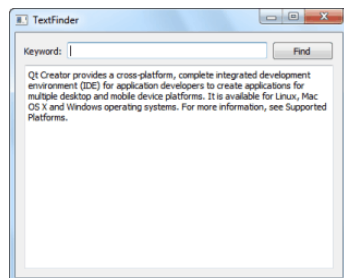 TextFinder
Keyword:
Find
Qt Creator provides a cross-platform, complete integrated development
environment (IDE) for application developers to create applications for
multiple desktop and mobile device platforms. It is available for Linux, Mac
OS X and Windows operating systems. For more information, see Supported
Platforms.